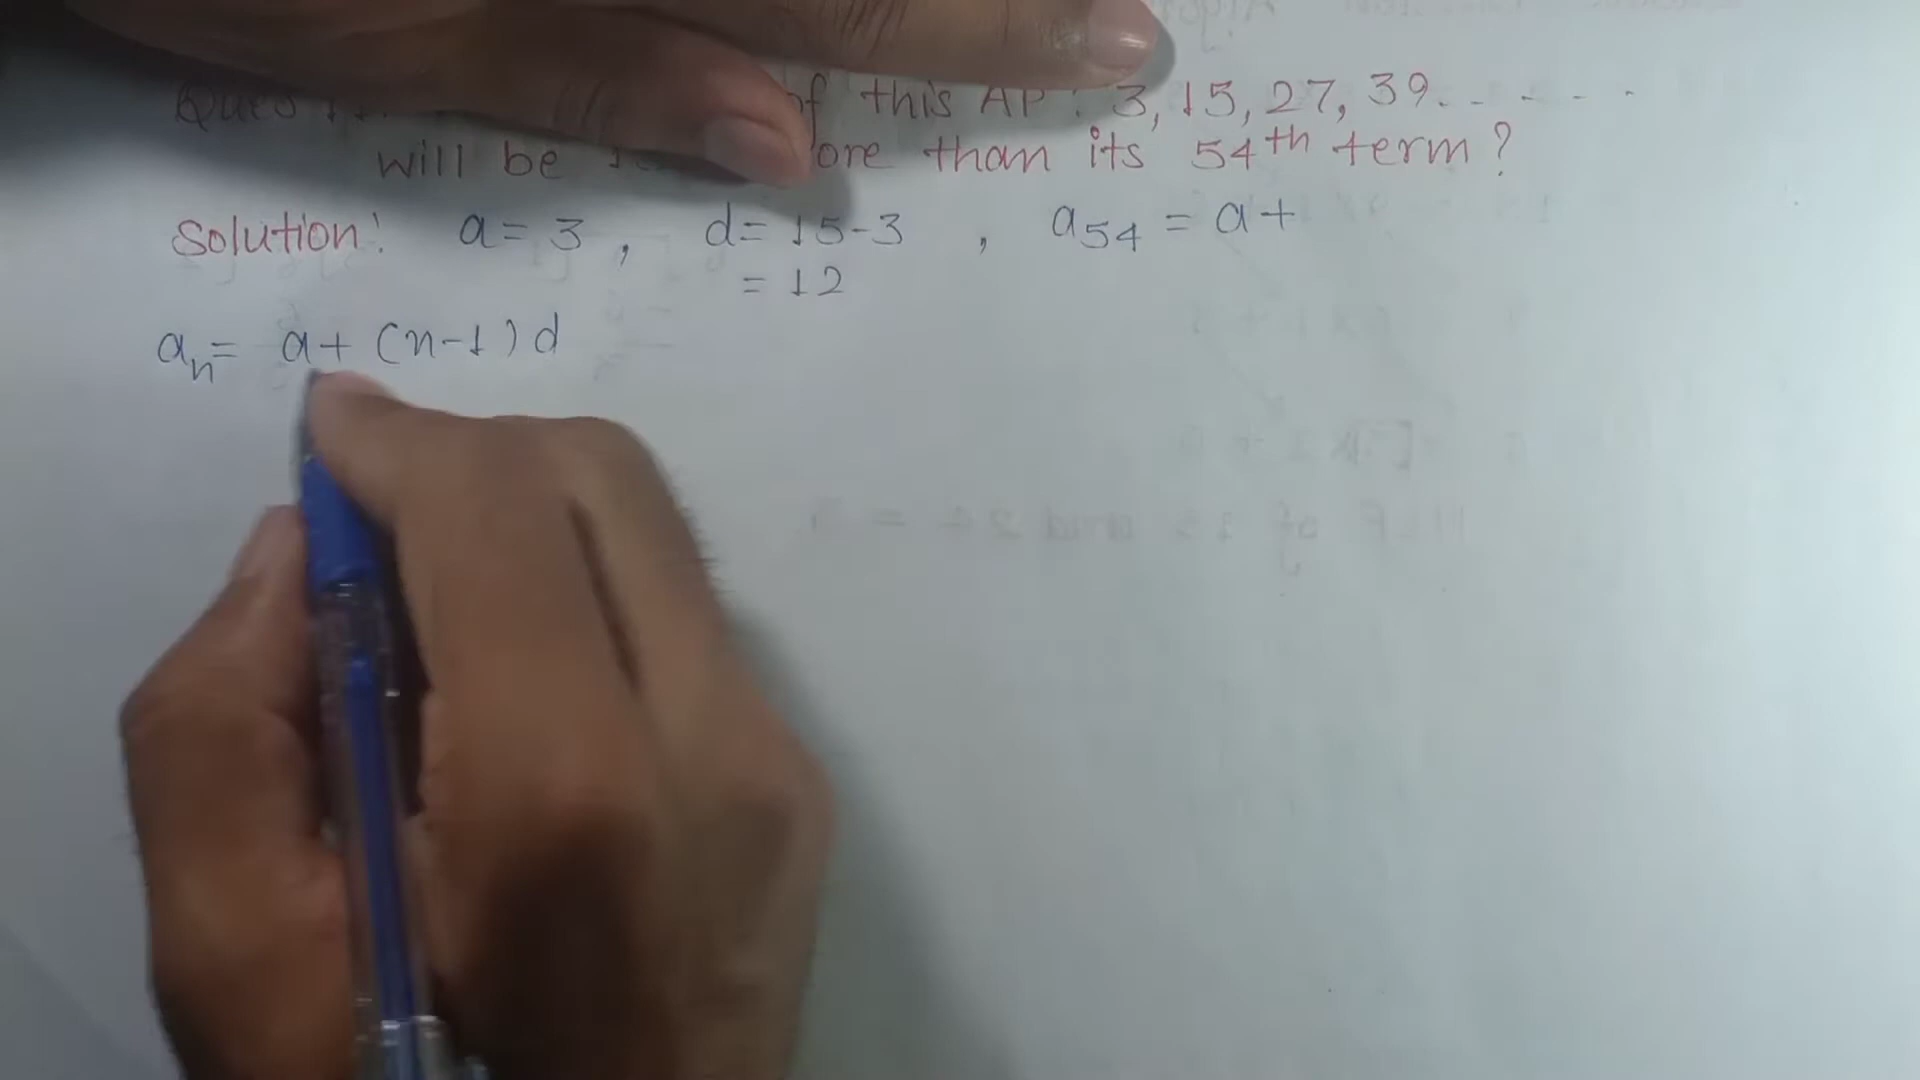 of this AP : 3, 15, 27, 39. - - - - -
will be than its 54th term ?
Solution: a = 3 , d = 15-3 , a54 = a+
= 12
an = a+ (n-1) d